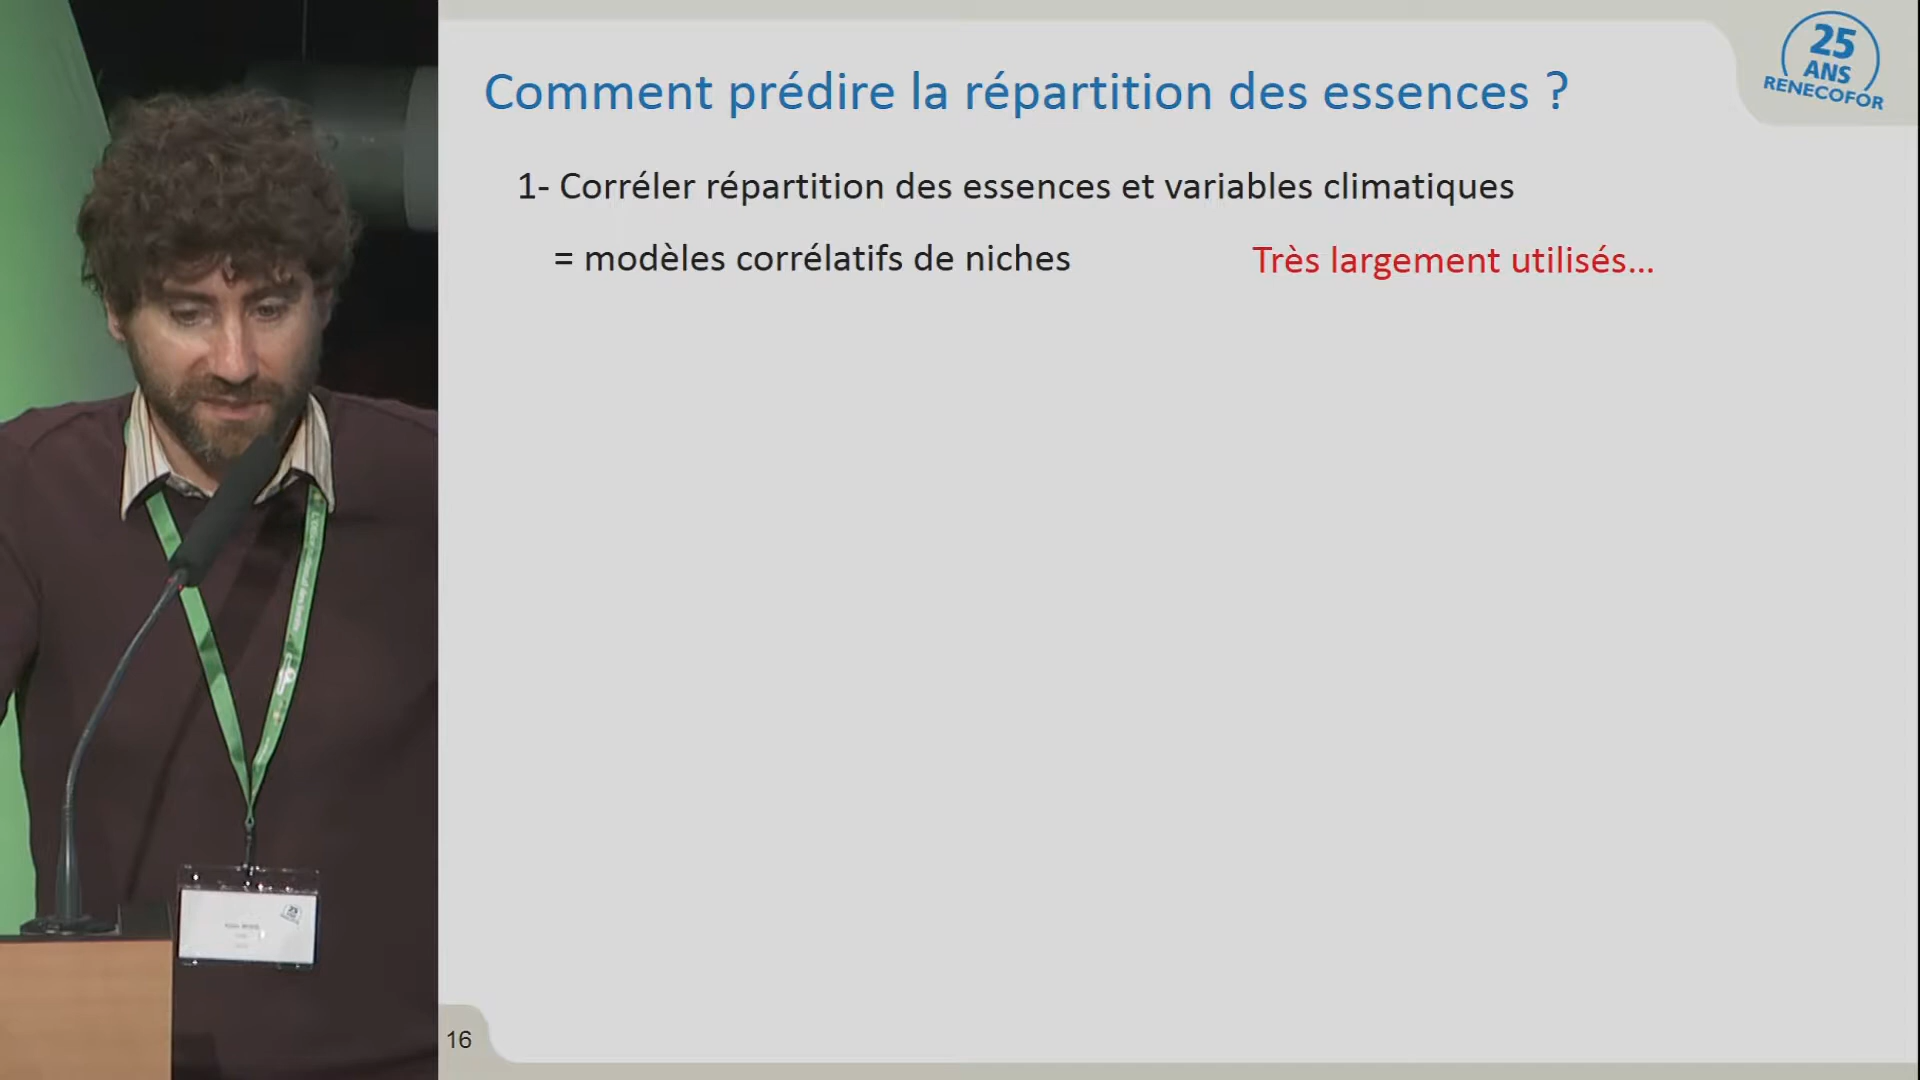 Comment prédire la répartition des essences ?
25
ANS
RENECOFOR
1- Corréler répartition des essences et variables climatiques
= modèles corrélatifs de niches
Très largement utilisés...
16